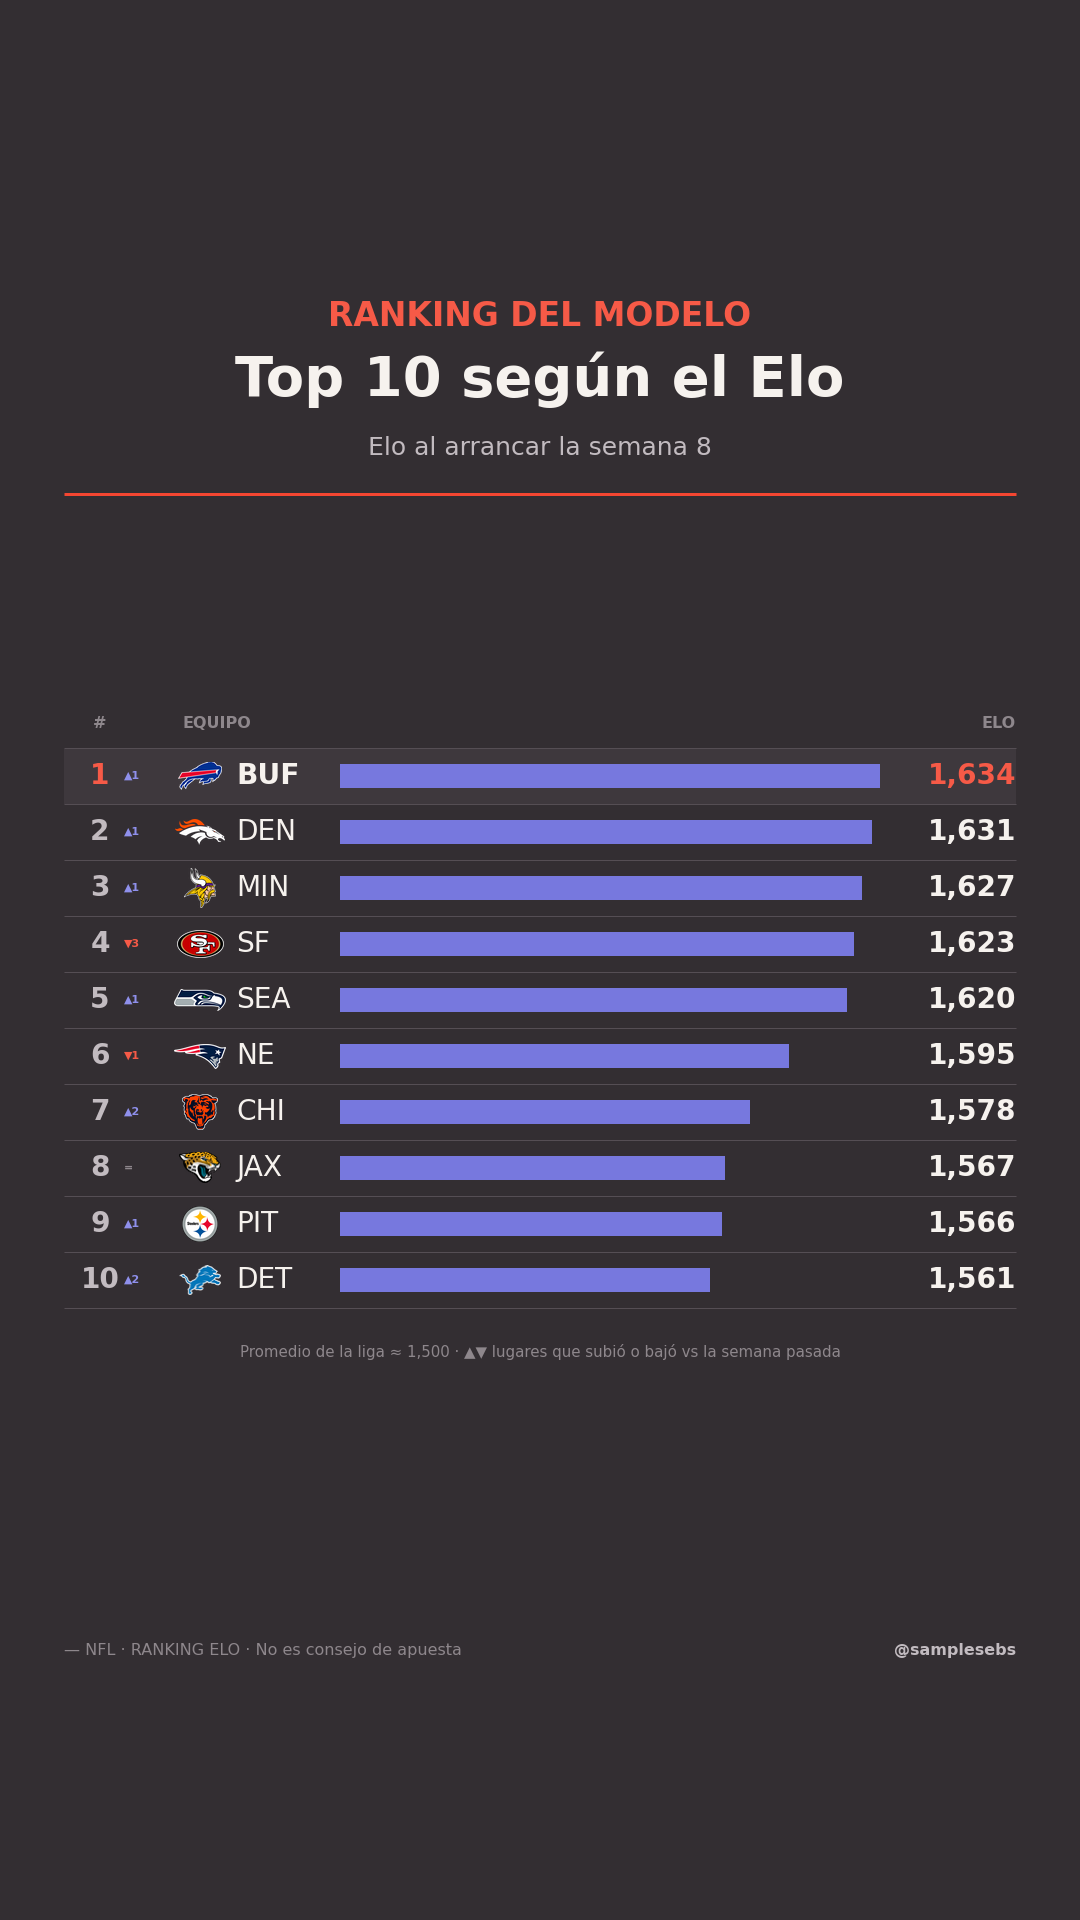 RANKING DEL MODELO
Top 10 según el Elo
Elo al arrancar la semana 8
# EQUIPO ELO
1 ▲1 BUF 1,634
2 ▲1 DEN 1,631
3 ▲1 MIN 1,627
4 ▼3 SF 1,623
5 ▲1 SEA 1,620
6 ▼1 NE 1,595
7 ▲2 CHI 1,578
8 = JAX 1,567
9 ▲1 PIT 1,566
10 ▲2 DET 1,561
Promedio de la liga ≈ 1,500 · ▲▼ lugares que subió o bajó vs la semana pasada
— NFL · RANKING ELO · No es consejo de apuesta @samplesebs